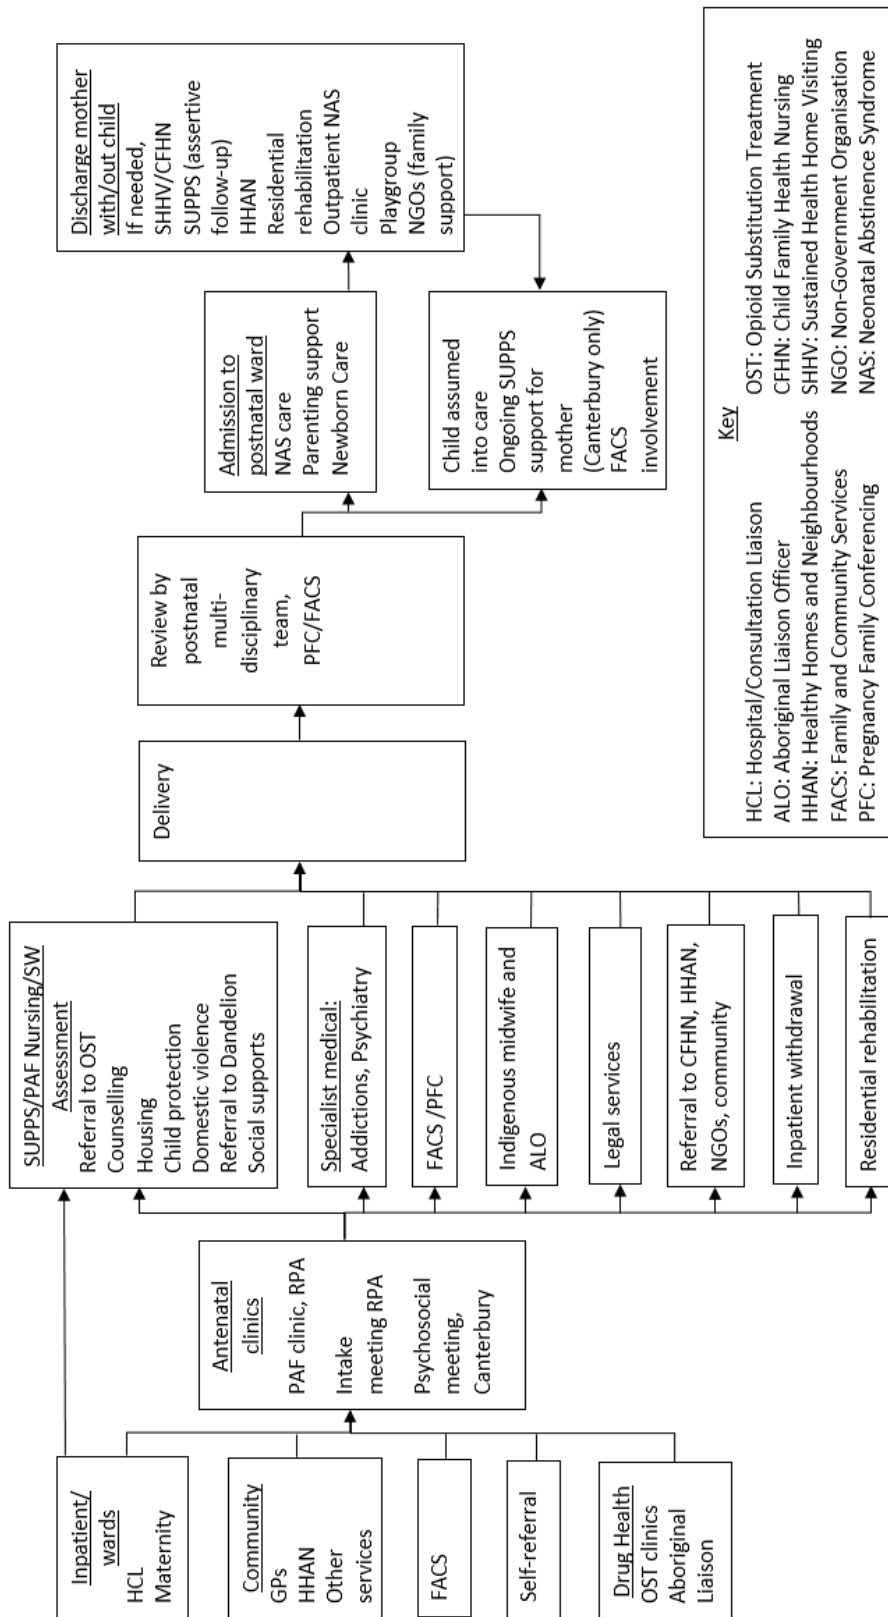 Inpatient/
wards
HCL
Maternity
Community
GPs
HHAN
Other
services
FACS
Self-referral
Drug Health
OST clinics
Aboriginal
Liaison
Antenatal
clinics
PAF clinic, RPA
Intake
meeting RPA
Psychosocial
meeting,
Canterbury
SUPPS/PAF Nursing/SW
Assessment
Referral to OST
Counselling
Housing
Child protection
Domestic violence
Referral to Dandelion
Social supports
Specialist medical:
Addictions, Psychiatry
FACS /PFC
Indigenous midwife and
ALO
Legal services
Referral to CFHN, HHAN,
NGOs, community
Inpatient withdrawal
Residential rehabilitation
Delivery
Review by
postnatal
multi-
disciplinary
team,
PFC/FACS
Admission to
postnatal ward
NAS care
Parenting support
Newborn Care
Child assumed
into care
Ongoing SUPPS
support for
mother
(Canterbury only)
FACS
involvement
Discharge mother
with/out child
If needed,
SHHV/CFHN
SUPPS (assertive
follow-up)
HHAN
Residential
rehabilitation
Outpatient NAS
clinic
Playgroup
NGOs (family
support)
Key
HCL: Hospital/Consultation Liaison
ALO: Aboriginal Liaison Officer
HHAN: Healthy Homes and Neighbourhoods
FACS: Family and Community Services
PFC: Pregnancy Family Conferencing
OST: Opioid Substitution Treatment
CFHN: Child Family Health Nursing
SHHV: Sustained Health Home Visiting
NGO: Non-Government Organisation
NAS: Neonatal Abstinence Syndrome